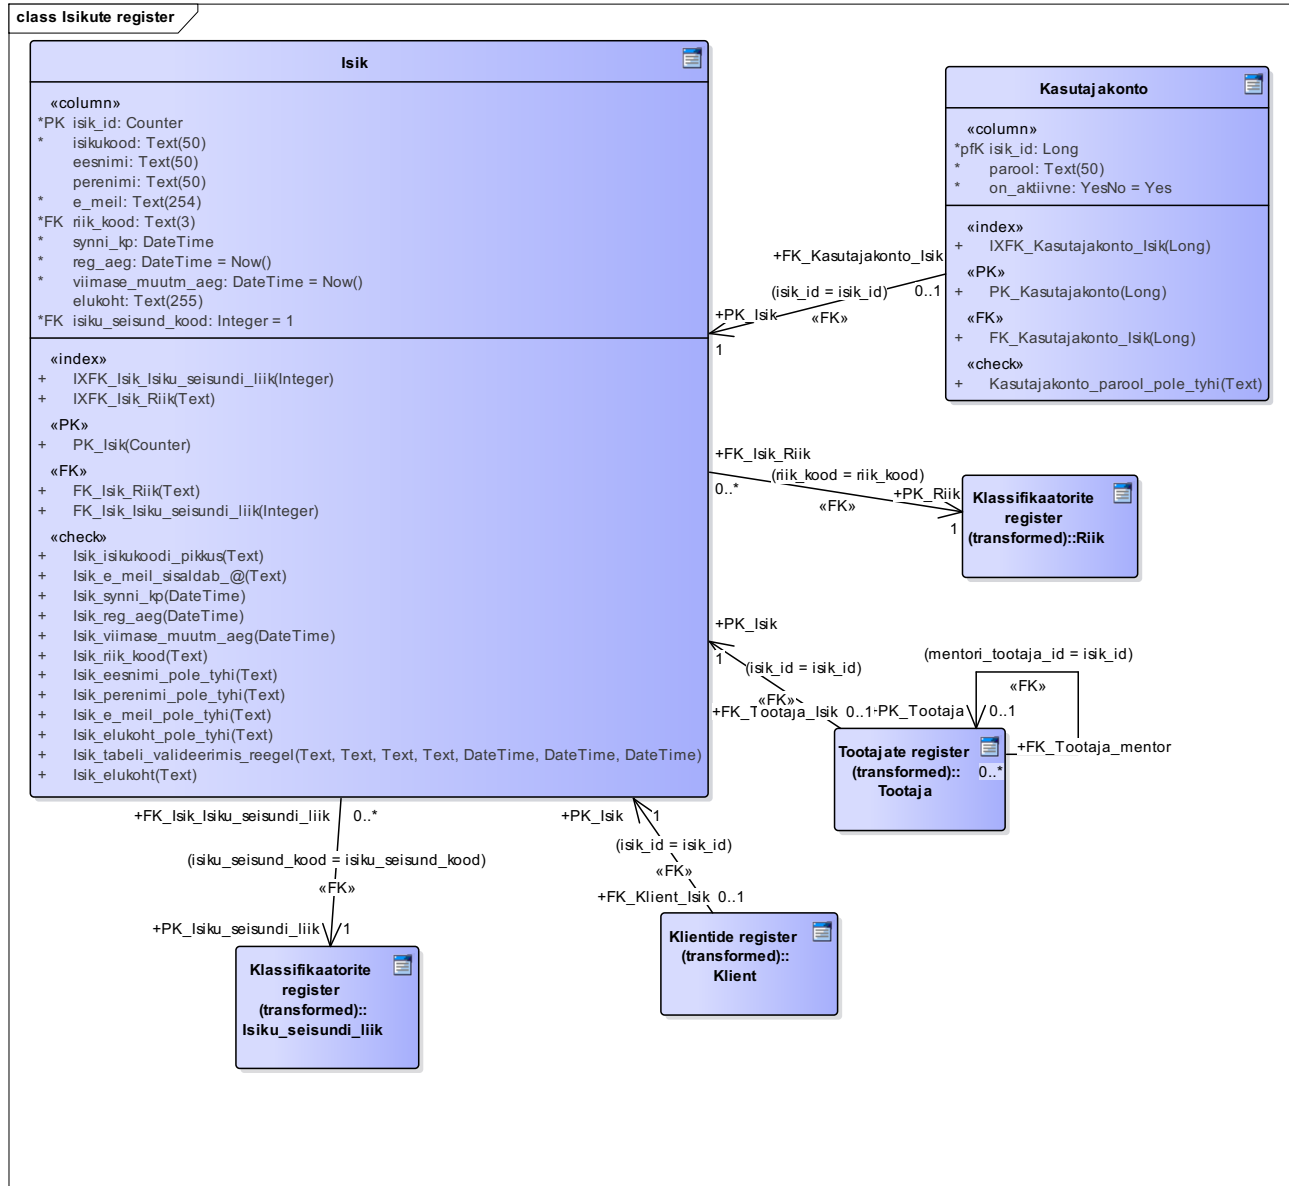 class Isikute register
Isik
«column»
*PK isik_id: Counter
* isikukood: Text(50)
eesnimi: Text(50)
perenimi: Text(50)
* e_meil: Text(254)
*FK riik_kood: Text(3)
* synni_kp: DateTime
* reg_aeg: DateTime = Now()
* viimase_muutm_aeg: DateTime = Now()
elukoht: Text(255)
*FK isiku_seisund_kood: Integer = 1
«index»
+ IXFK_Isik_Isiku_seisundi_liik(Integer)
+ IXFK_Isik_Riik(Text)
«PK»
+ PK_Isik(Counter)
«FK»
+ FK_Isik_Riik(Text)
+ FK_Isik_Isiku_seisundi_liik(Integer)
«check»
+ Isik_isikukoodi_pikkus(Text)
+ Isik_e_meil_sisaldab_@(Text)
+ Isik_synni_kp(DateTime)
+ Isik_reg_aeg(DateTime)
+ Isik_viimase_muutm_aeg(DateTime)
+ Isik_riik_kood(Text)
+ Isik_eesnimi_pole_tyhi(Text)
+ Isik_perenimi_pole_tyhi(Text)
+ Isik_e_meil_pole_tyhi(Text)
+ Isik_elukoht_pole_tyhi(Text)
+ Isik_tabeli_valideerimis_reegel(Text, Text, Text, Text, DateTime, DateTime, DateTime)
+ Isik_elukoht(Text)
Kasutajakonto
«column»
*pfK isik_id: Long
* parool: Text(50)
* on_aktiivne: YesNo = Yes
«index»
+ IXFK_Kasutajakonto_Isik(Long)
«PK»
+ PK_Kasutajakonto(Long)
«FK»
+ FK_Kasutajakonto_Isik(Long)
«check»
+ Kasutajakonto_parool_pole_tyhi(Text)
+FK_Kasutajakonto_Isik
(isik_id = isik_id) 0..1
+PK_Isik «FK»
1
+FK_Isik_Riik
(riik_kood = riik_kood)
0..* +PK_Riik
«FK» 1
Klassifikaatorite
register
(transformed)::Riik
+PK_Isik
1
(isik_id = isik_id)
«FK»
+FK_Tootaja_Isik 0..1
(mentori_tootaja_id = isik_id)
«FK»
+PK_Tootaja 0..1
+FK_Tootaja_mentor
0..*
Tootajate register
(transformed)::
Tootaja
+FK_Isik_Isiku_seisundi_liik 0..*
(isiku_seisund_kood = isiku_seisund_kood)
«FK»
+PK_Isiku_seisundi_liik 1
Klassifikaatorite
register
(transformed)::
Isiku_seisundi_liik
+PK_Isik 1
(isik_id = isik_id)
«FK»
+FK_Klient_Isik 0..1
Klientide register
(transformed)::
Klient